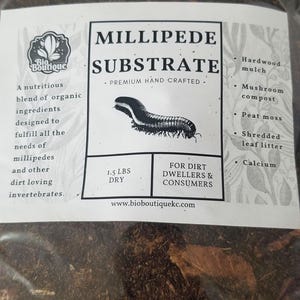 Bio
Boutique
MILLIPEDE
SUBSTRATE
• PREMIUM HAND CRAFTED •
A nutritious
blend of organic
ingredients
designed to
fulfill all the
needs of
millipedes
and other
dirt loving
invertebrates.
1.5 LBS
DRY
FOR DIRT
DWELLERS &
CONSUMERS
• Hardwood
mulch
• Mushroom
compost
• Peat moss
• Shredded
leaf litter
• Calcium
www.bioboutiquekc.com